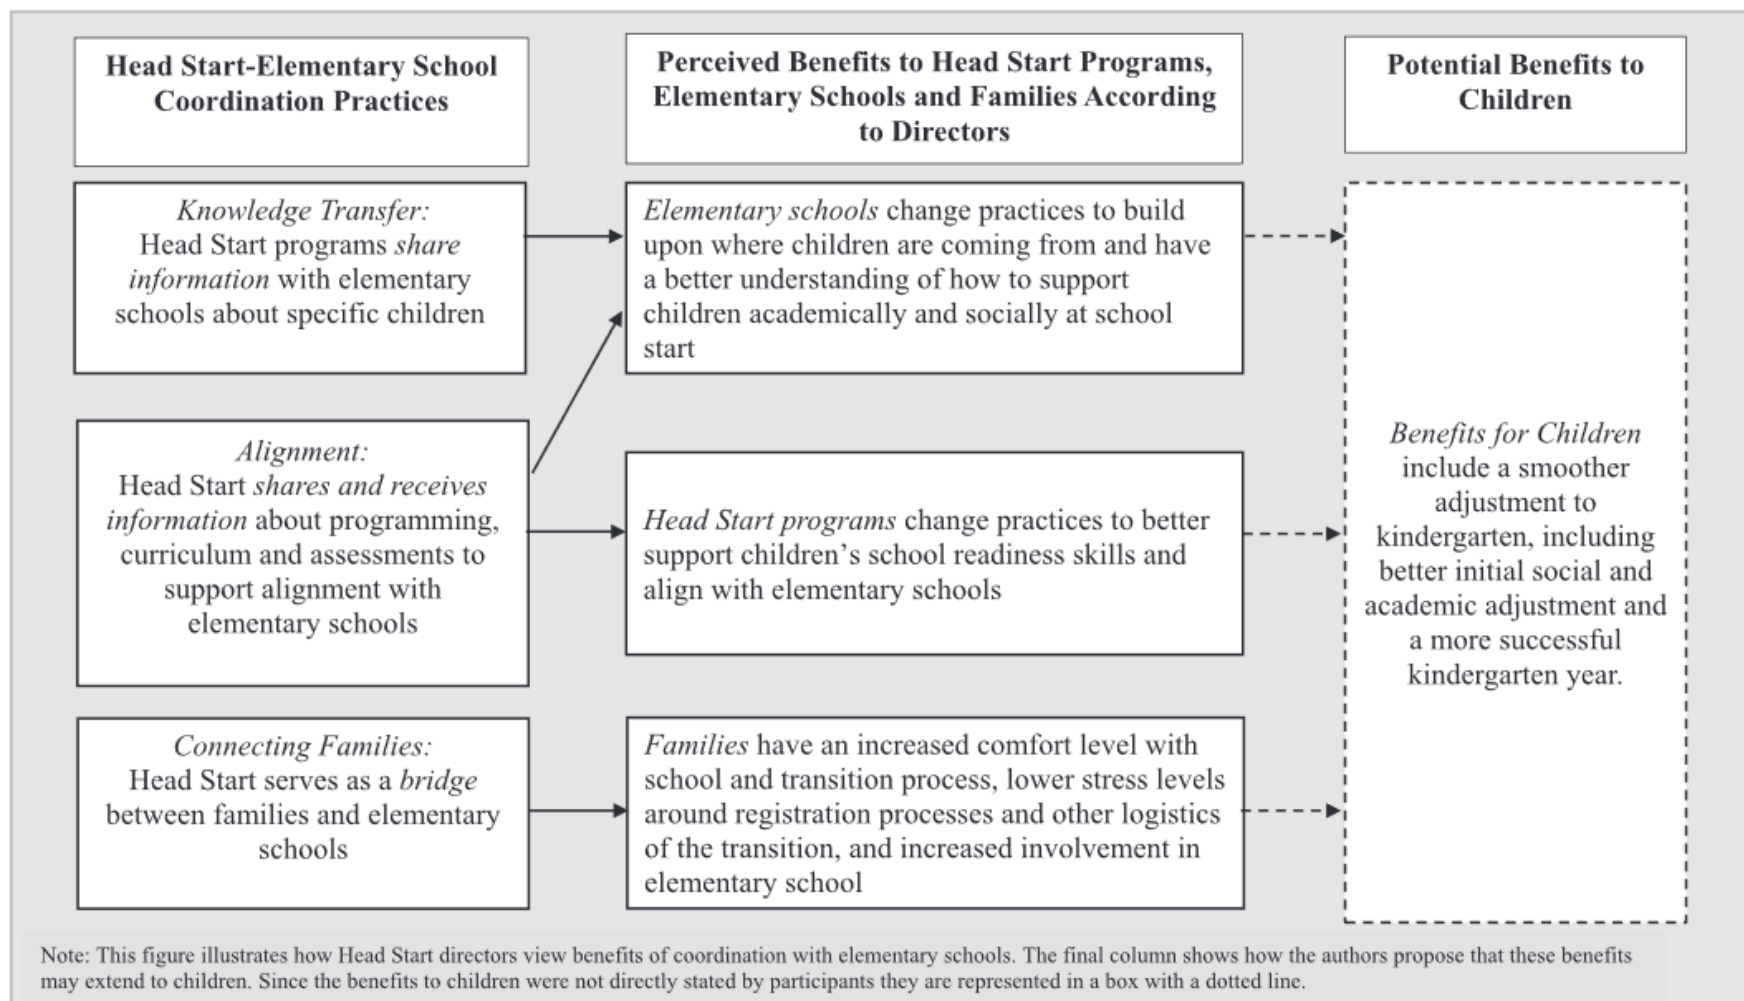 Head Start-Elementary School
Coordination Practices
Perceived Benefits to Head Start Programs,
Elementary Schools and Families According
to Directors
Potential Benefits to
Children
Knowledge Transfer:
Head Start programs share
information with elementary
schools about specific children
Elementary schools change practices to build
upon where children are coming from and have
a better understanding of how to support
children academically and socially at school
start
Alignment:
Head Start shares and receives
information about programming,
curriculum and assessments to
support alignment with
elementary schools
Head Start programs change practices to better
support children’s school readiness skills and
align with elementary schools
Connecting Families:
Head Start serves as a bridge
between families and elementary
schools
Families have an increased comfort level with
school and transition process, lower stress levels
around registration processes and other logistics
of the transition, and increased involvement in
elementary school
Benefits for Children
include a smoother
adjustment to
kindergarten, including
better initial social and
academic adjustment and
a more successful
kindergarten year.
Note: This figure illustrates how Head Start directors view benefits of coordination with elementary schools. The final column shows how the authors propose that these benefits
may extend to children. Since the benefits to children were not directly stated by participants they are represented in a box with a dotted line.